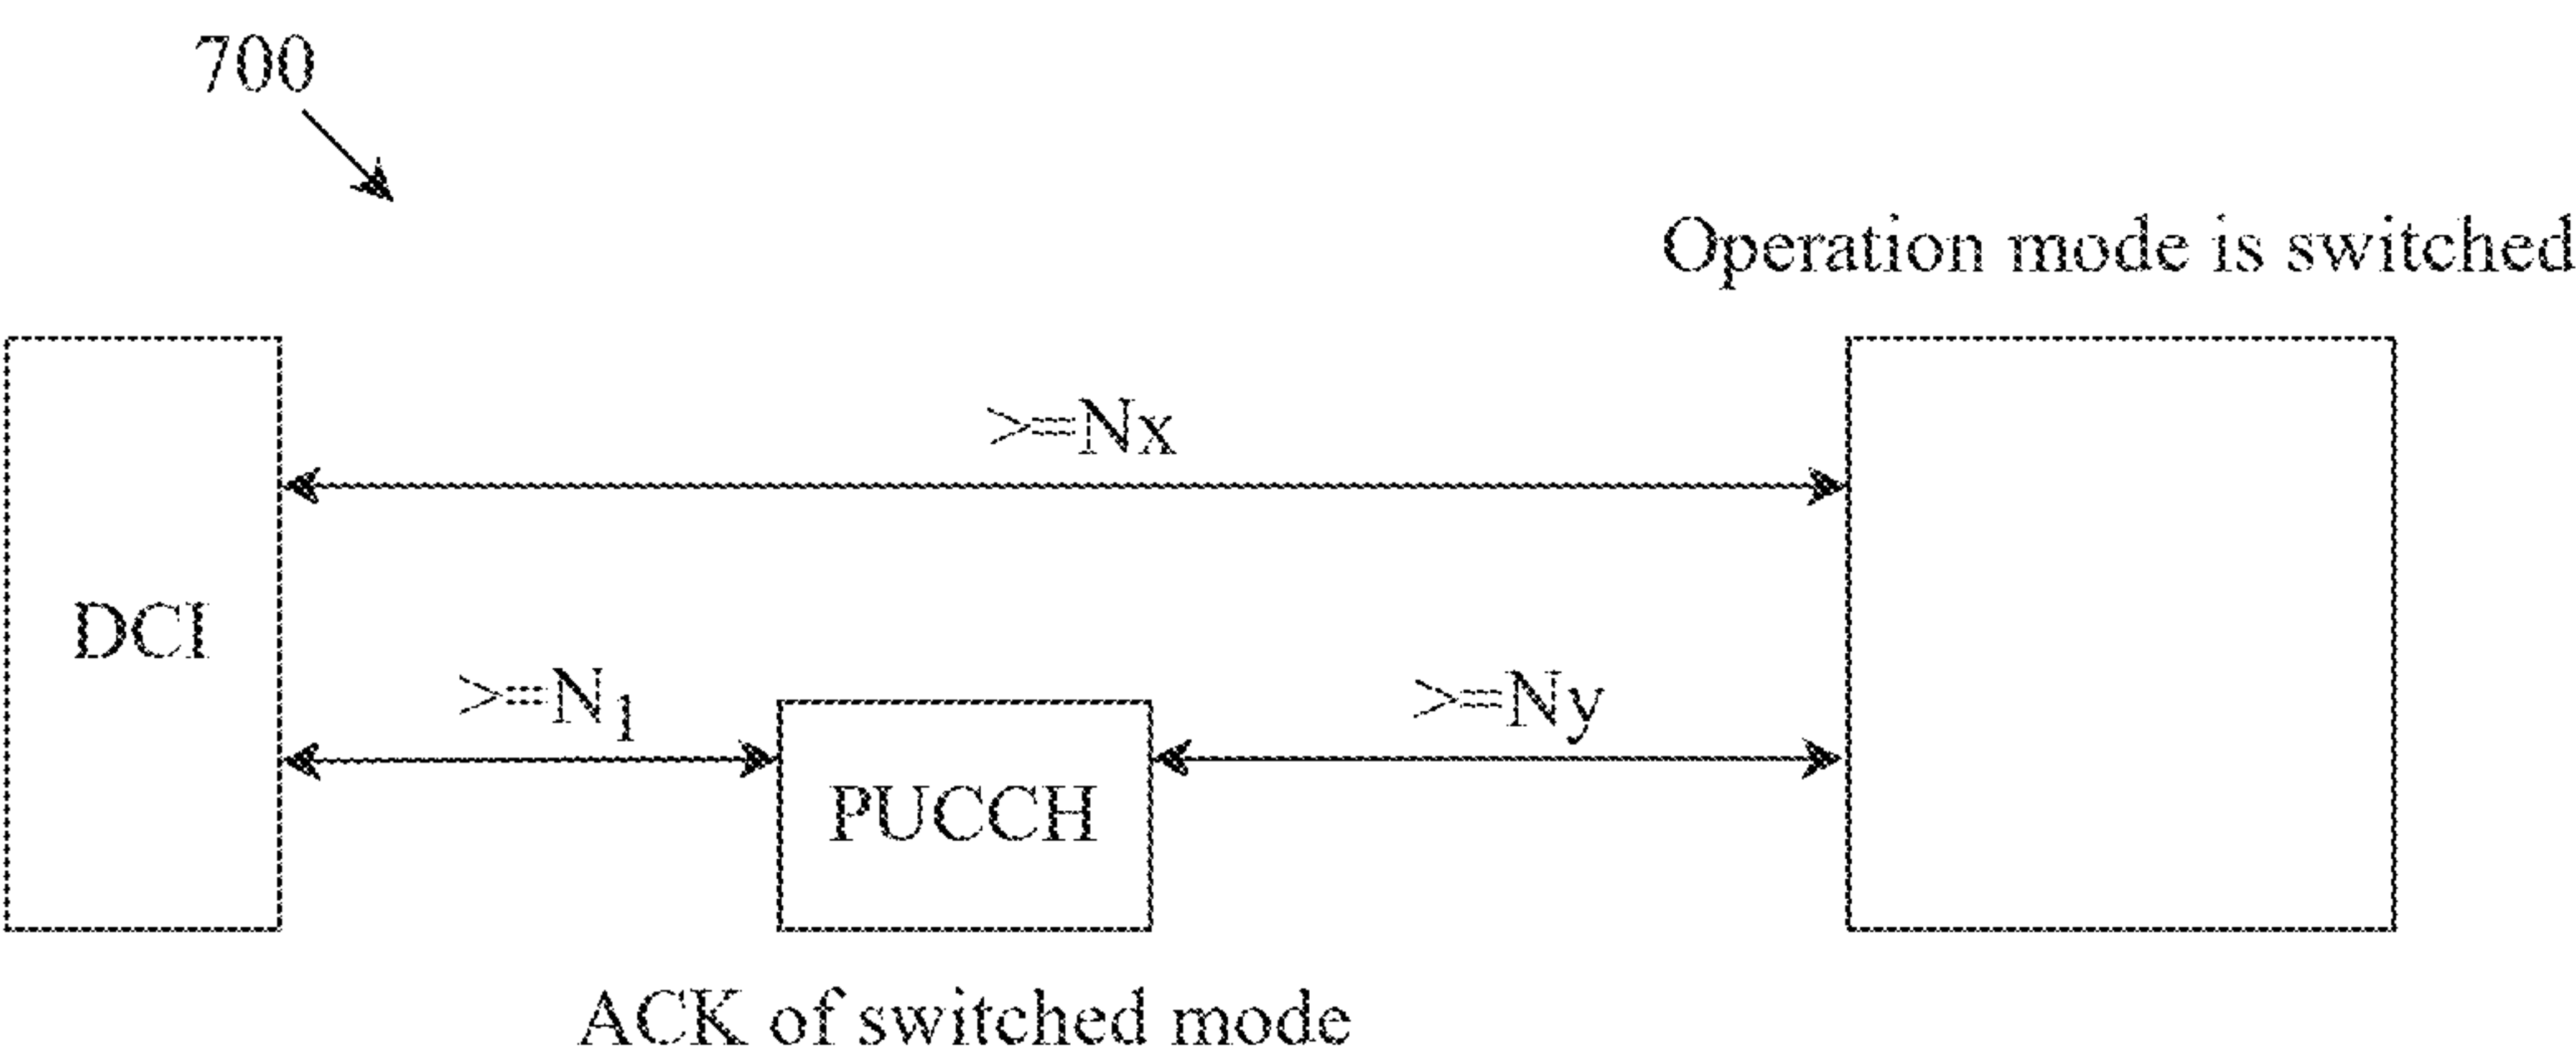 700
Operation mode is switched
>=Nx
DCI
>=N1
>=Ny
PUCCH
ACK of switched mode